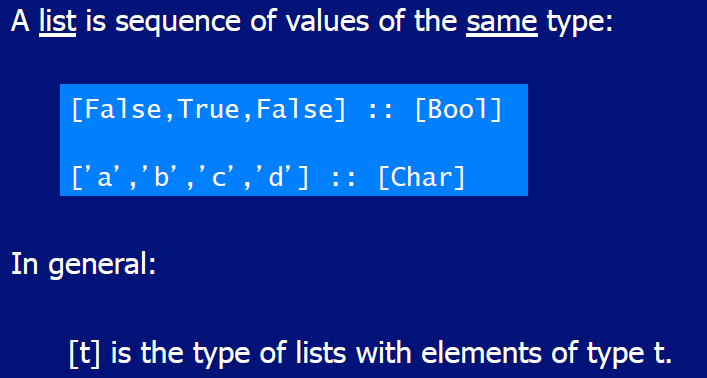 A list is sequence of values of the same type:
[False,True,False] :: [Bool]
[’a’,’b’,’c’,’d’] :: [Char]
In general:
[t] is the type of lists with elements of type t.